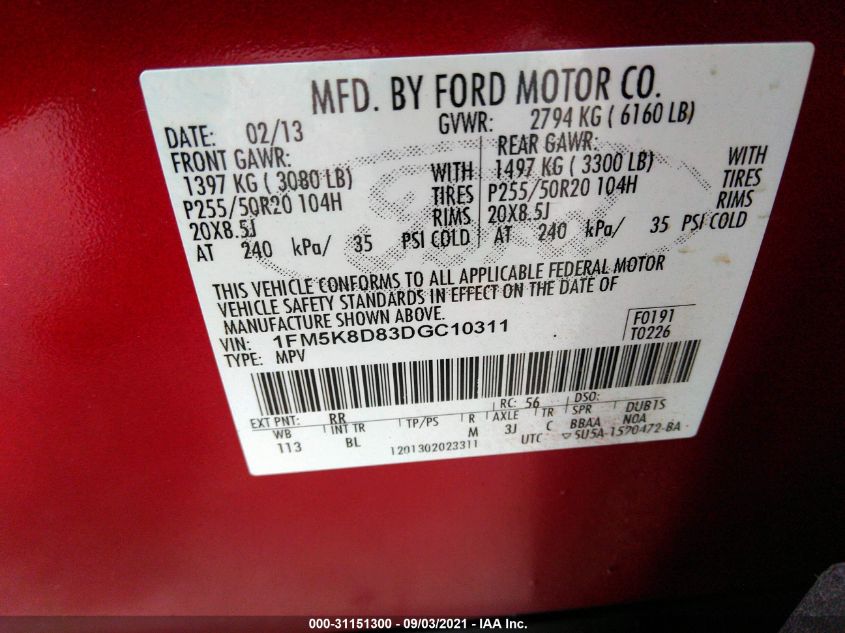 MFD. BY FORD MOTOR CO.
DATE: 02/13 GVWR: 2794 KG ( 6160 LB)
FRONT GAWR: REAR GAWR:
1397 KG ( 3080 LB) WITH 1497 KG ( 3300 LB) WITH
P255/50R20 104H TIRES P255/50R20 104H TIRES
20X8.5J RIMS 20X8.5J RIMS
AT 240 kPa/ 35 PSI COLD AT 240 kPa/ 35 PSI COLD
THIS VEHICLE CONFORMS TO ALL APPLICABLE FEDERAL MOTOR
VEHICLE SAFETY STANDARDS IN EFFECT ON THE DATE OF
MANUFACTURE SHOWN ABOVE.
VIN: 1FM5K8D83DGC10311 F0191
TYPE: MPV T0226
EXT PNT: RR RC: 56 DSO:
WB INT TR TP/PS R AXLE TR SPR DUB1S
113 BL M 3J C BBAA N0A
1201302023311 UTC
000-31151300 - 09/03/2021 - IAA Inc.